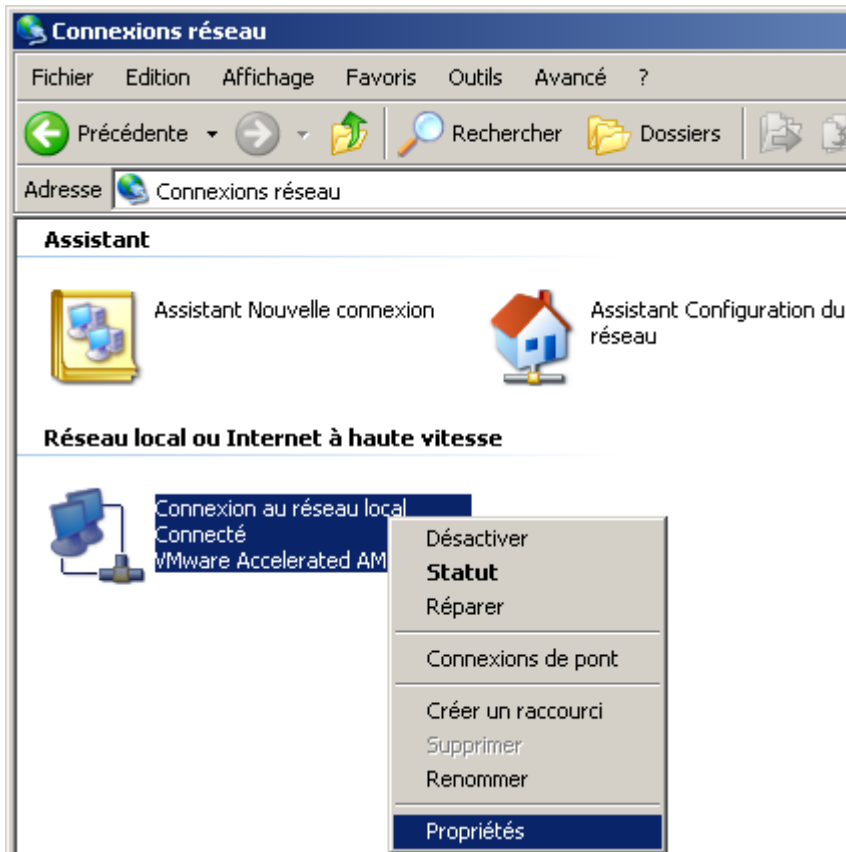 Connexions réseau
Fichier Edition Affichage Favoris Outils Avancé ?
Précédente Rechercher Dossiers
Adresse Connexions réseau
Assistant
Assistant Nouvelle connexion
Assistant Configuration du
réseau
Réseau local ou Internet à haute vitesse
Connexion au réseau local
Connecté
VMware Accelerated AM
Désactiver
Statut
Réparer
Connexions de pont
Créer un raccourci
Supprimer
Renommer
Propriétés